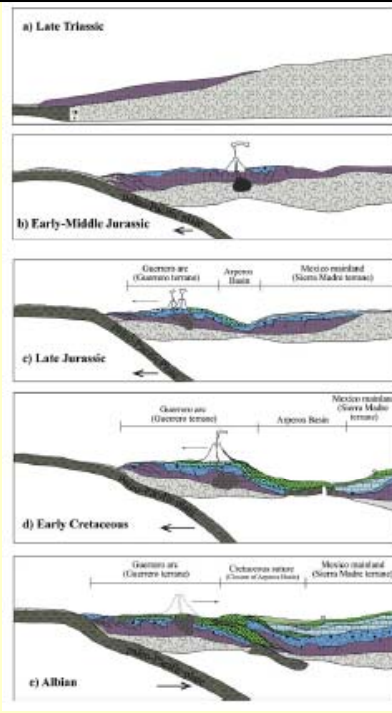 a) Late Triassic
b) Early-Middle Jurassic
Guerrero arc
(Guerrero terrane)
Arperos
Basin
Mexico mainland
(Sierra Madre terrane)
c) Late Jurassic
Guerrero arc
(Guerrero terrane)
Arperos Basin
Mexico mainland
(Sierra Madre
terrane)
d) Early Cretaceous
Guerrero arc
(Guerrero terrane)
Cretaceous suture
(Closure of Arperos Basin)
Mexico mainland
(Sierra Madre terrane)
e) Albian